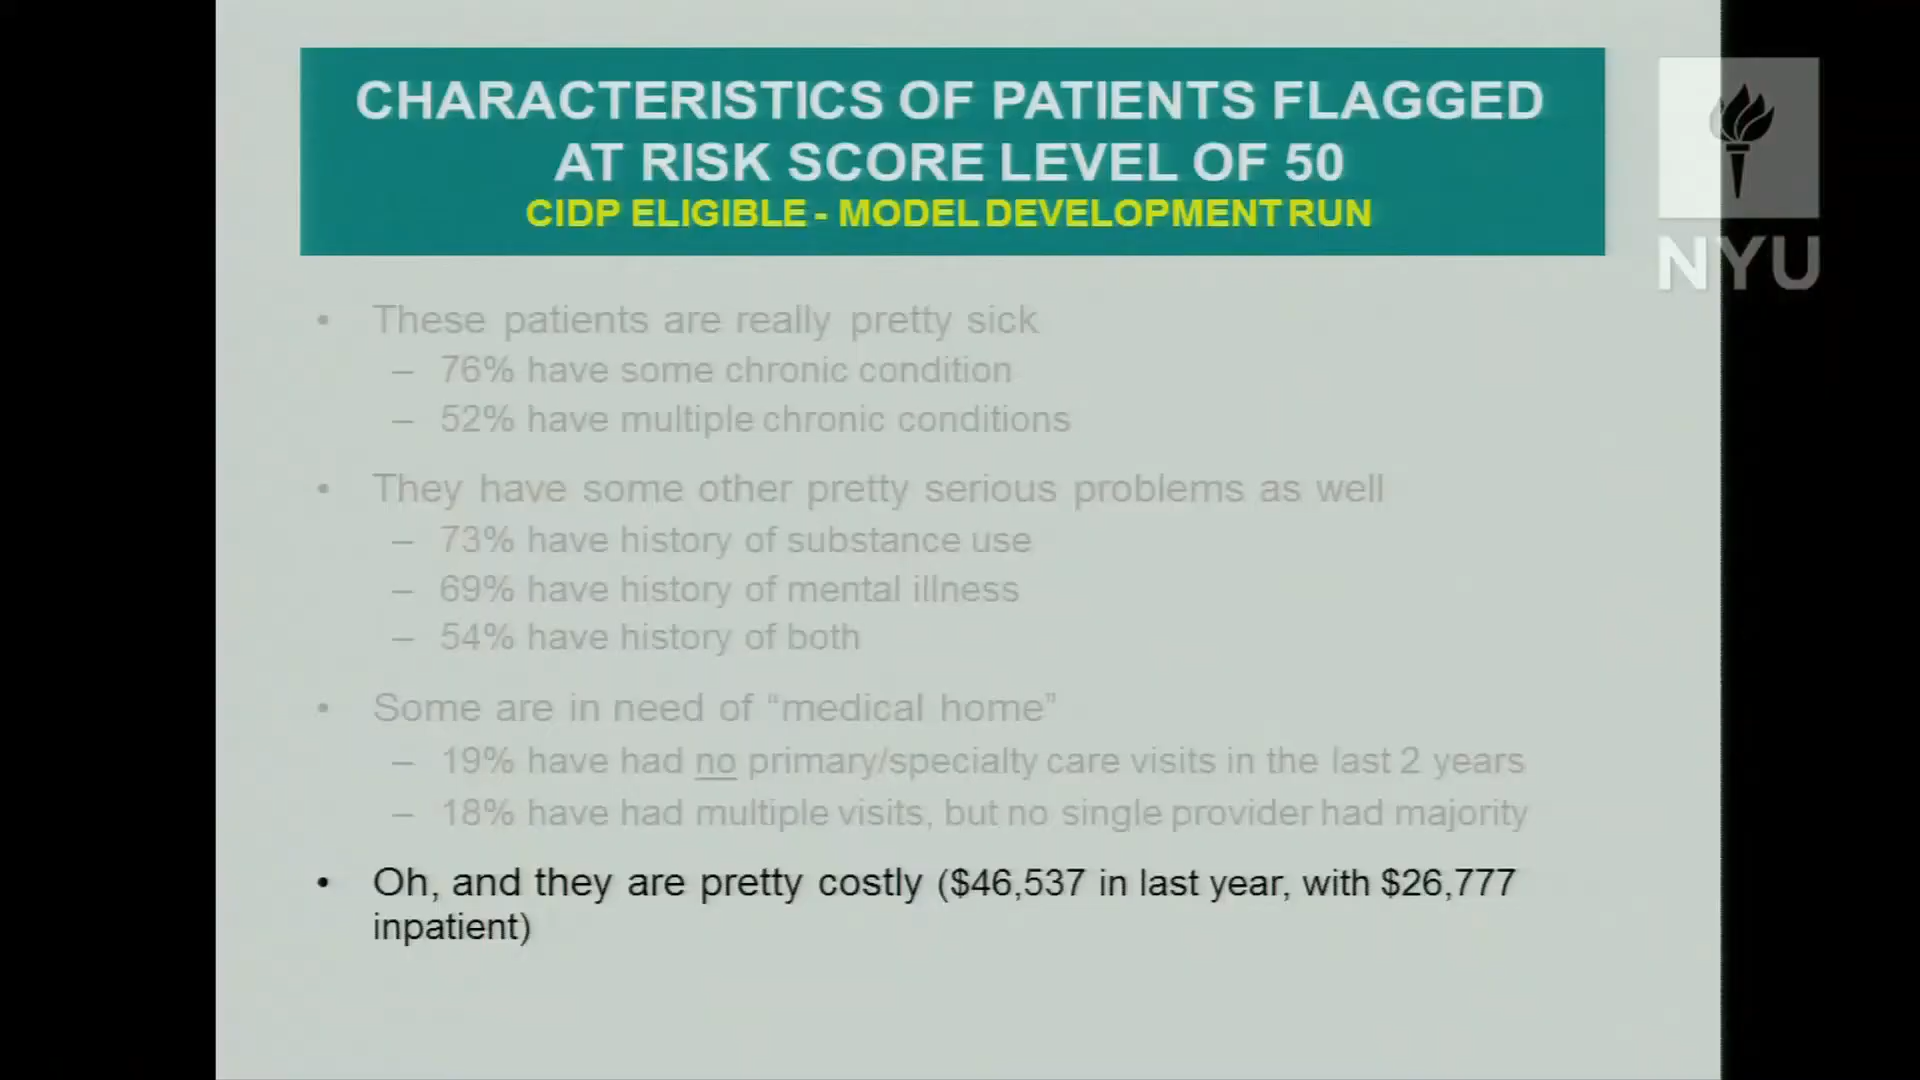 CHARACTERISTICS OF PATIENTS FLAGGED
AT RISK SCORE LEVEL OF 50
CIDP ELIGIBLE - MODEL DEVELOPMENT RUN
NYU
• These patients are really pretty sick
– 76% have some chronic condition
– 52% have multiple chronic conditions
• They have some other pretty serious problems as well
– 73% have history of substance use
– 69% have history of mental illness
– 54% have history of both
• Some are in need of “medical home”
– 19% have had no primary/specialty care visits in the last 2 years
– 18% have had multiple visits, but no single provider had majority
• Oh, and they are pretty costly ($46,537 in last year, with $26,777
inpatient)